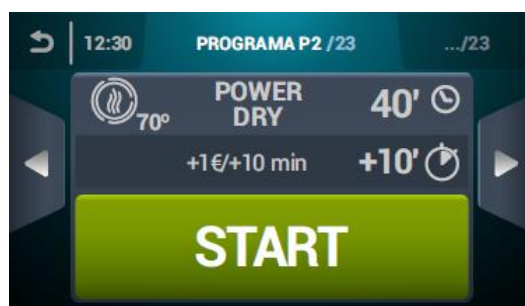 12:30 PROGRAMA P2 /23 .../23
70º POWER DRY 40'
+1€/+10 min +10'
START